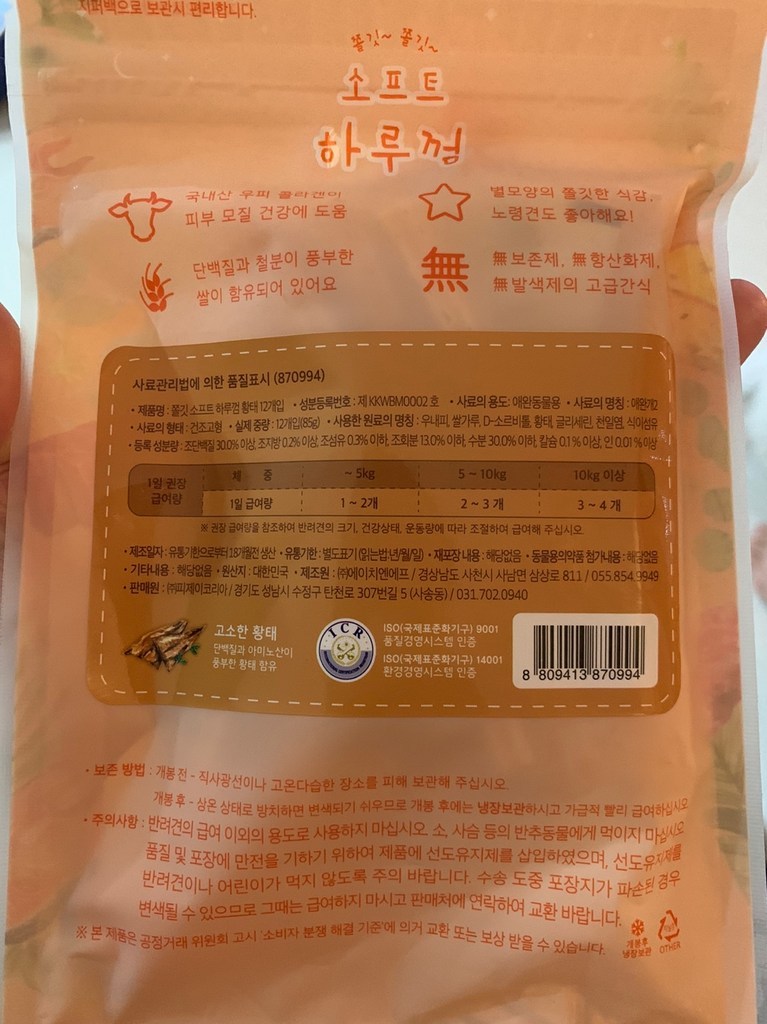 지퍼백으로 보관시 편리합니다.
쫄깃~ 쫄깃~
소프트
하루껌
국내산 우피 콜라겐이
피부 모질 건강에 도움
별모양의 쫄깃한 식감,
노령견도 좋아해요!
단백질과 철분이 풍부한
쌀이 함유되어 있어요
無
無보존제, 無항산화제,
無발색제의 고급간식
사료관리법에 의한 품질표시 (870994)
• 제품명 : 쫄깃 소프트 하루껌 황태 12개입 • 성분등록번호 : 제 KKWBM0002 호 • 사료의 용도: 애완동물용 • 사료의 명칭 : 애완개2
• 사료의 형태 : 건조고형 • 실제 중량 : 12개입(85g) • 사용한 원료의 명칭 : 우내피, 쌀가루, D-소르비톨, 황태, 글리세린, 천일염, 식이섬유
• 등록 성분량 : 조단백질 30.0% 이상, 조지방 0.2% 이상, 조섬유 0.3% 이하, 조회분 13.0% 이하, 수분 30.0% 이하, 칼슘 0.1% 이상, 인 0.01% 이상
1일 권장 급여량
체 중 ~ 5kg 5 ~ 10kg 10kg 이상
1일 급여량 1 ~ 2개 2 ~ 3 개 3 ~ 4 개
※ 권장 급여량을 참조하여 반려견의 크기, 건강상태, 운동량에 따라 조절하여 급여해 주십시오.
• 제조일자 : 유통기한으로부터 18개월전 생산 • 유통기한 : 별도표기 (읽는법:년/월/일) • 재포장 내용 : 해당없음 • 동물용의약품 첨가내용 : 해당없음
• 기타내용 : 해당없음 • 원산지 : 대한민국 • 제조원 : ㈜에이치엔에프 / 경상남도 사천시 사남면 삼상로 811 / 055.854.9949
• 판매원 : ㈜피제이코리아 / 경기도 성남시 수정구 탄천로 307번길 5 (사송동) / 031.702.0940
고소한 황태
단백질과 아미노산이
풍부한 황태 함유
ICR
ISO(국제표준화기구) 9001
품질경영시스템 인증
ISO(국제표준화기구) 14001
환경경영시스템 인증
8 809413 870994
• 보존 방법 : 개봉 전 - 직사광선이나 고온다습한 장소를 피해 보관해 주십시오.
개봉 후 - 상온 상태로 방치하면 변색되기 쉬우므로 개봉 후에는 냉장보관하시고 가급적 빨리 급여하십시오.
• 주의사항 : 반려견의 급여 이외의 용도로 사용하지 마십시오. 소, 사슴 등의 반추동물에게 먹이지 마십시오.
품질 및 포장에 만전을 기하기 위하여 제품에 선도유지제를 삽입하였으며, 선도유지제를
반려견이나 어린이가 먹지 않도록 주의 바랍니다. 수송 도중 포장지가 파손된 경우
변색될 수 있으므로 그때는 급여하지 마시고 판매처에 연락하여 교환 바랍니다.
※ 본 제품은 공정거래 위원회 고시 '소비자 분쟁 해결 기준'에 의거 교환 또는 보상 받을 수 있습니다.
개봉후
냉장보관
OTHER